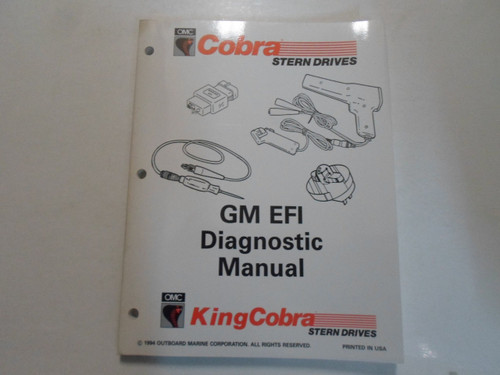 OMC
Cobra
STERN DRIVES
GM EFI
Diagnostic
Manual
OMC
KingCobra
STERN DRIVES
© 1994 OUTBOARD MARINE CORPORATION. ALL RIGHTS RESERVED. PRINTED IN USA